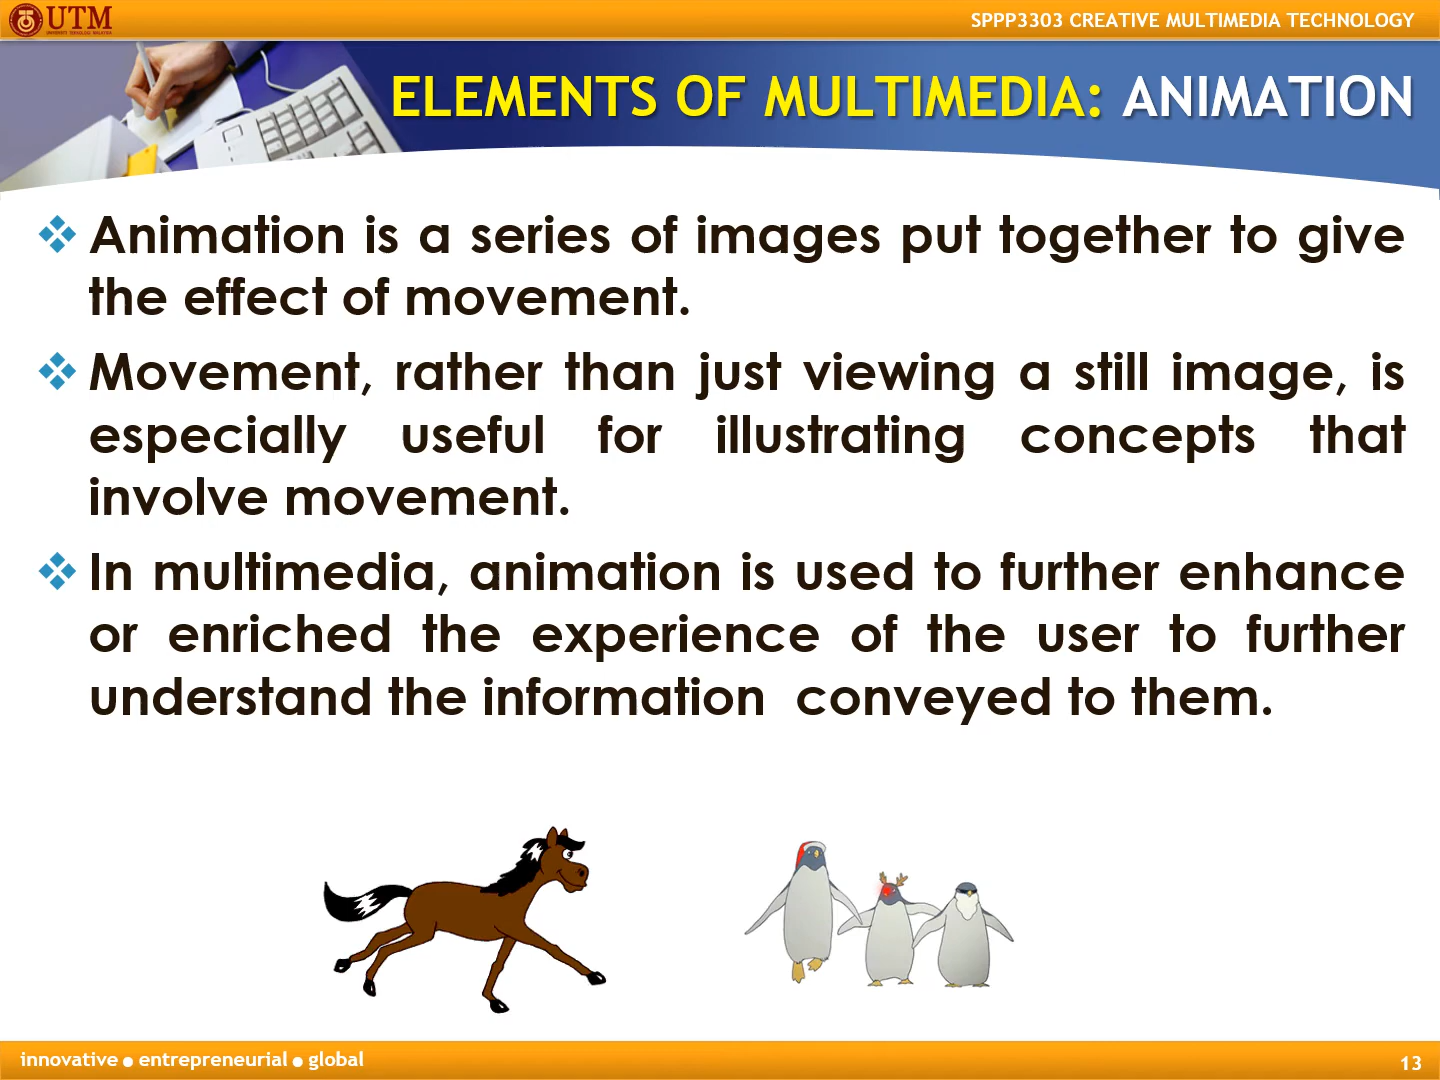 UTM
UNIVERSITI TEKNOLOGI MALAYSIA
SPPP3303 CREATIVE MULTIMEDIA TECHNOLOGY
ELEMENTS OF MULTIMEDIA: ANIMATION
Animation is a series of images put together to give
the effect of movement.
Movement, rather than just viewing a still image, is
especially useful for illustrating concepts that
involve movement.
In multimedia, animation is used to further enhance
or enriched the experience of the user to further
understand the information conveyed to them.
innovative ● entrepreneurial ● global
13